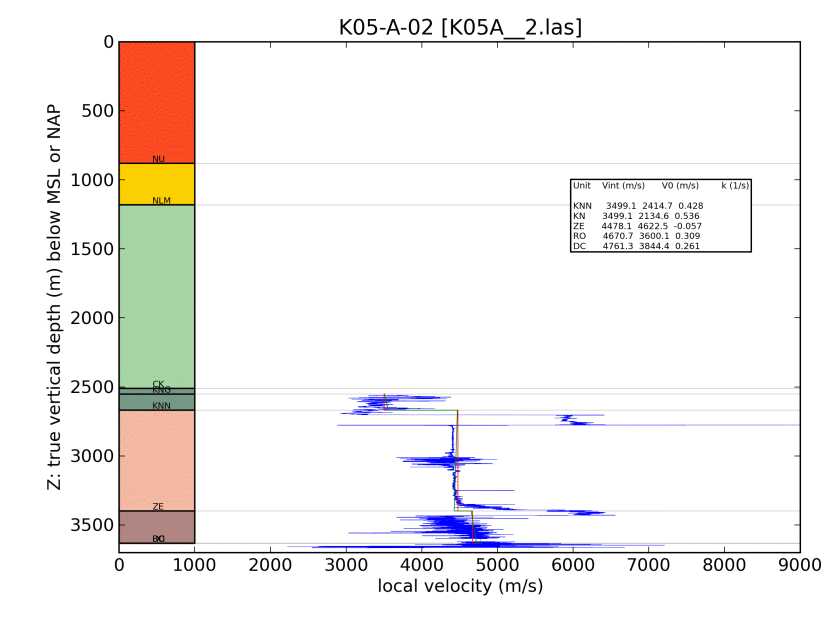 K05-A-02 [K05A__2.las]
0
500
1000
1500
2000
2500
3000
3500
Z: true vertical depth (m) below MSL or NAP
NU
NLM
CK
KNG
KNN
ZE
Unit Vint (m/s) V0 (m/s) k (1/s)
KNN 3499.1 2414.7 0.428
KN 3499.1 2134.6 0.536
ZE 4478.1 4622.5 -0.057
RO 4670.7 3600.1 0.309
DC 4761.3 3844.4 0.261
0 1000 2000 3000 4000 5000 6000 7000 8000 9000
local velocity (m/s)